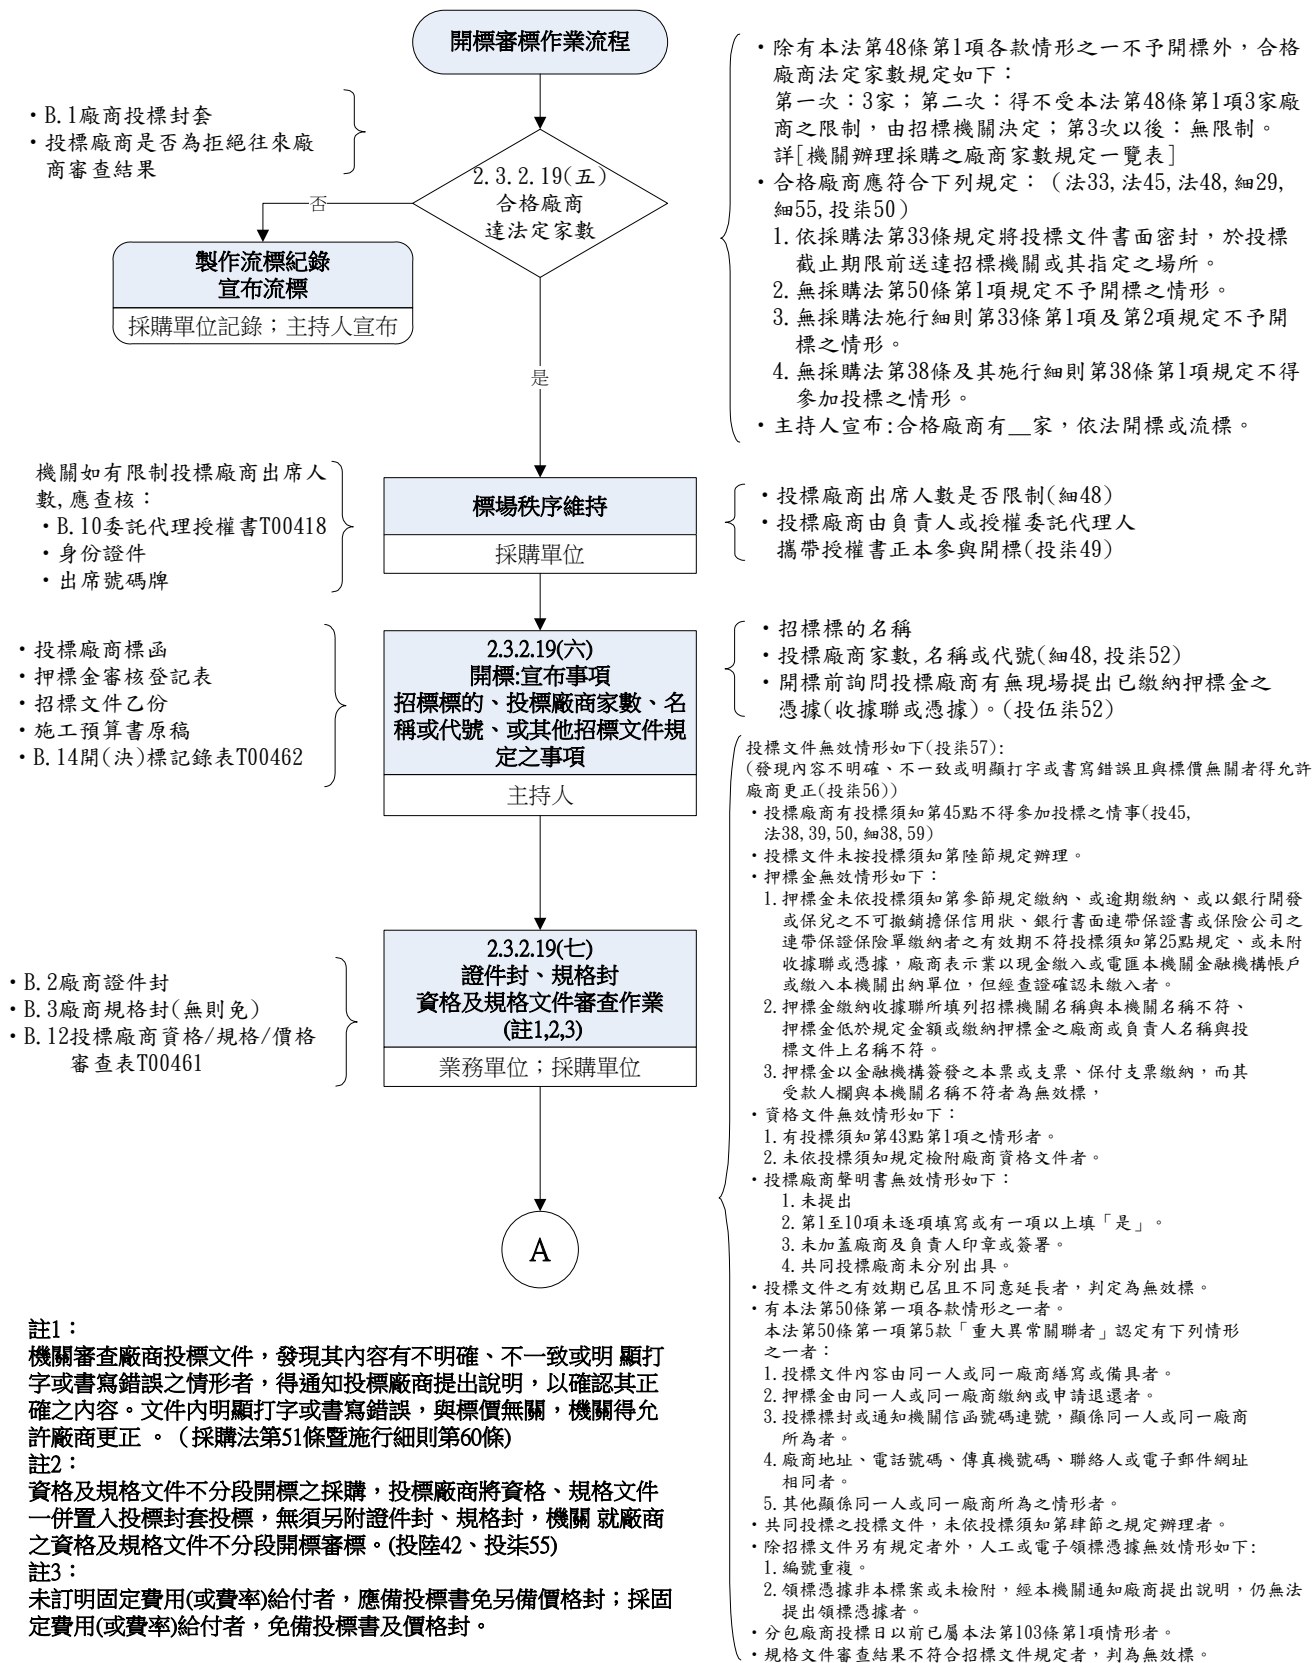 開標審標作業流程
・B.1廠商投標封套
・投標廠商是否為拒絕往來廠
商審查結果
2.3.2.19(五)
合格廠商
達法定家數
否
製作流標紀錄
宣布流標
採購單位記錄；主持人宣布
是
・除有本法第48條第1項各款情形之一不予開標外，合格
廠商法定家數規定如下：
第一次：3家；第二次：得不受本法第48條第1項3家廠
商之限制，由招標機關決定；第3次以後：無限制。
詳[機關辦理採購之廠商家數規定一覽表]
・合格廠商應符合下列規定：（法33,法45,法48,細29,
細55,投柒50）
1.依採購法第33條規定將投標文件書面密封，於投標
截止期限前送達招標機關或其指定之場所。
2.無採購法第50條第1項規定不予開標之情形。
3.無採購法施行細則第33條第1項及第2項規定不予開
標之情形。
4.無採購法第38條及其施行細則第38條第1項規定不得
參加投標之情形。
・主持人宣布:合格廠商有__家，依法開標或流標。
機關如有限制投標廠商出席人
數,應查核：
・B.10委託代理授權書T00418
・身份證件
・出席號碼牌
標場秩序維持
採購單位
・投標廠商出席人數是否限制(細48)
・投標廠商由負責人或授權委託代理人
攜帶授權書正本參與開標(投柒49)
・投標廠商標函
・押標金審核登記表
・招標文件乙份
・施工預算書原稿
・B.14開(決)標記錄表T00462
2.3.2.19(六)
開標:宣布事項
招標標的、投標廠商家數、名
稱或代號、或其他招標文件規
定之事項
主持人
・招標標的名稱
・投標廠商家數,名稱或代號(細48,投柒52)
・開標前詢問投標廠商有無現場提出已繳納押標金之
憑據(收據聯或憑據)。(投伍柒52)
・B.2廠商證件封
・B.3廠商規格封(無則免)
・B.12投標廠商資格/規格/價格
審查表T00461
2.3.2.19(七)
證件封、規格封
資格及規格文件審查作業
(註1,2,3)
業務單位；採購單位
A
投標文件無效情形如下(投柒57):
(發現內容不明確、不一致或明顯打字或書寫錯誤且與標價無關者得允許
廠商更正(投柒56))
・投標廠商有投標須知第45點不得參加投標之情事(投45,
法38,39,50,細38,59)
・投標文件未按投標須知第陸節規定辦理。
・押標金無效情形如下：
1.押標金未依投標須知第參節規定繳納、或逾期繳納、或以銀行開發
或保兌之不可撤銷擔保信用狀、銀行書面連帶保證書或保險公司之
連帶保證保險單繳納者之有效期不符投標須知第25點規定、或未附
收據聯或憑據，廠商表示業以現金繳入或電匯本機關金融機構帳戶
或繳入本機關出納單位，但經查證確認未繳入者。
2.押標金繳納收據聯所填列招標機關名稱與本機關名稱不符、
押標金低於規定金額或繳納押標金之廠商或負責人名稱與投
標文件上名稱不符。
3.押標金以金融機構簽發之本票或支票、保付支票繳納，而其
受款人欄與本機關名稱不符者為無效標，
・資格文件無效情形如下：
1.有投標須知第43點第1項之情形者。
2.未依投標須知規定檢附廠商資格文件者。
・投標廠商聲明書無效情形如下：
1.未提出
2.第1至10項未逐項填寫或有一項以上填「是」。
3.未加蓋廠商及負責人印章或簽署。
4.共同投標廠商未分別出具。
・投標文件之有效期已屆且不同意延長者，判定為無效標。
・有本法第50條第一項各款情形之一者。
本法第50條第一項第5款「重大異常關聯者」認定有下列情形
之一者：
1.投標文件內容由同一人或同一廠商繕寫或備具者。
2.押標金由同一人或同一廠商繳納或申請退還者。
3.投標標封或通知機關信函號碼連號，顯係同一人或同一廠商
所為者。
4.廠商地址、電話號碼、傳真機號碼、聯絡人或電子郵件網址
相同者。
5.其他顯係同一人或同一廠商所為之情形者。
・共同投標之投標文件，未依投標須知第肆節之規定辦理者。
・除招標文件另有規定者外，人工或電子領標憑據無效情形如下:
1.編號重複。
2.領標憑據非本標案或未檢附，經本機關通知廠商提出說明，仍無法
提出領標憑據者。
・分包廠商投標日以前已屬本法第103條第1項情形者。
・規格文件審查結果不符合招標文件規定者，判為無效標。
註1：
機關審查廠商投標文件，發現其內容有不明確、不一致或明 顯打
字或書寫錯誤之情形者，得通知投標廠商提出說明，以確認其正
確之內容。文件內明顯打字或書寫錯誤，與標價無關，機關得允
許廠商更正 。（採購法第51條暨施行細則第60條)
註2：
資格及規格文件不分段開標之採購，投標廠商將資格、規格文件
一併置入投標封套投標，無須另附證件封、規格封，機關 就廠商
之資格及規格文件不分段開標審標。(投陸42、投柒55)
註3：
未訂明固定費用(或費率)給付者，應備投標書免另備價格封；採固
定費用(或費率)給付者，免備投標書及價格封。